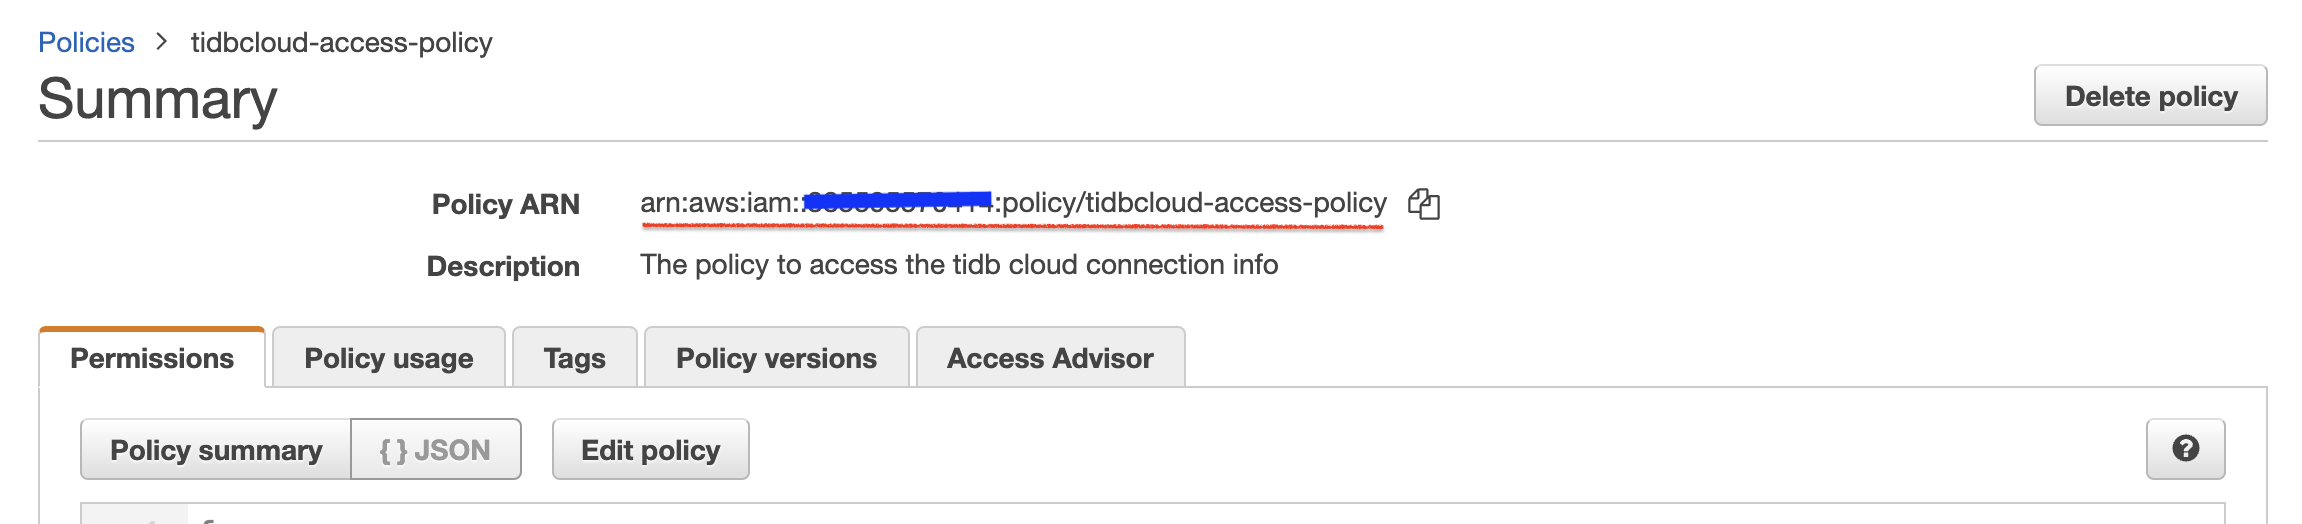 Policies > tidbcloud-access-policy
Summary
Delete policy
Policy ARN arn:aws:iam:: :policy/tidbcloud-access-policy
Description The policy to access the tidb cloud connection info
Permissions Policy usage Tags Policy versions Access Advisor
Policy summary { } JSON Edit policy ?